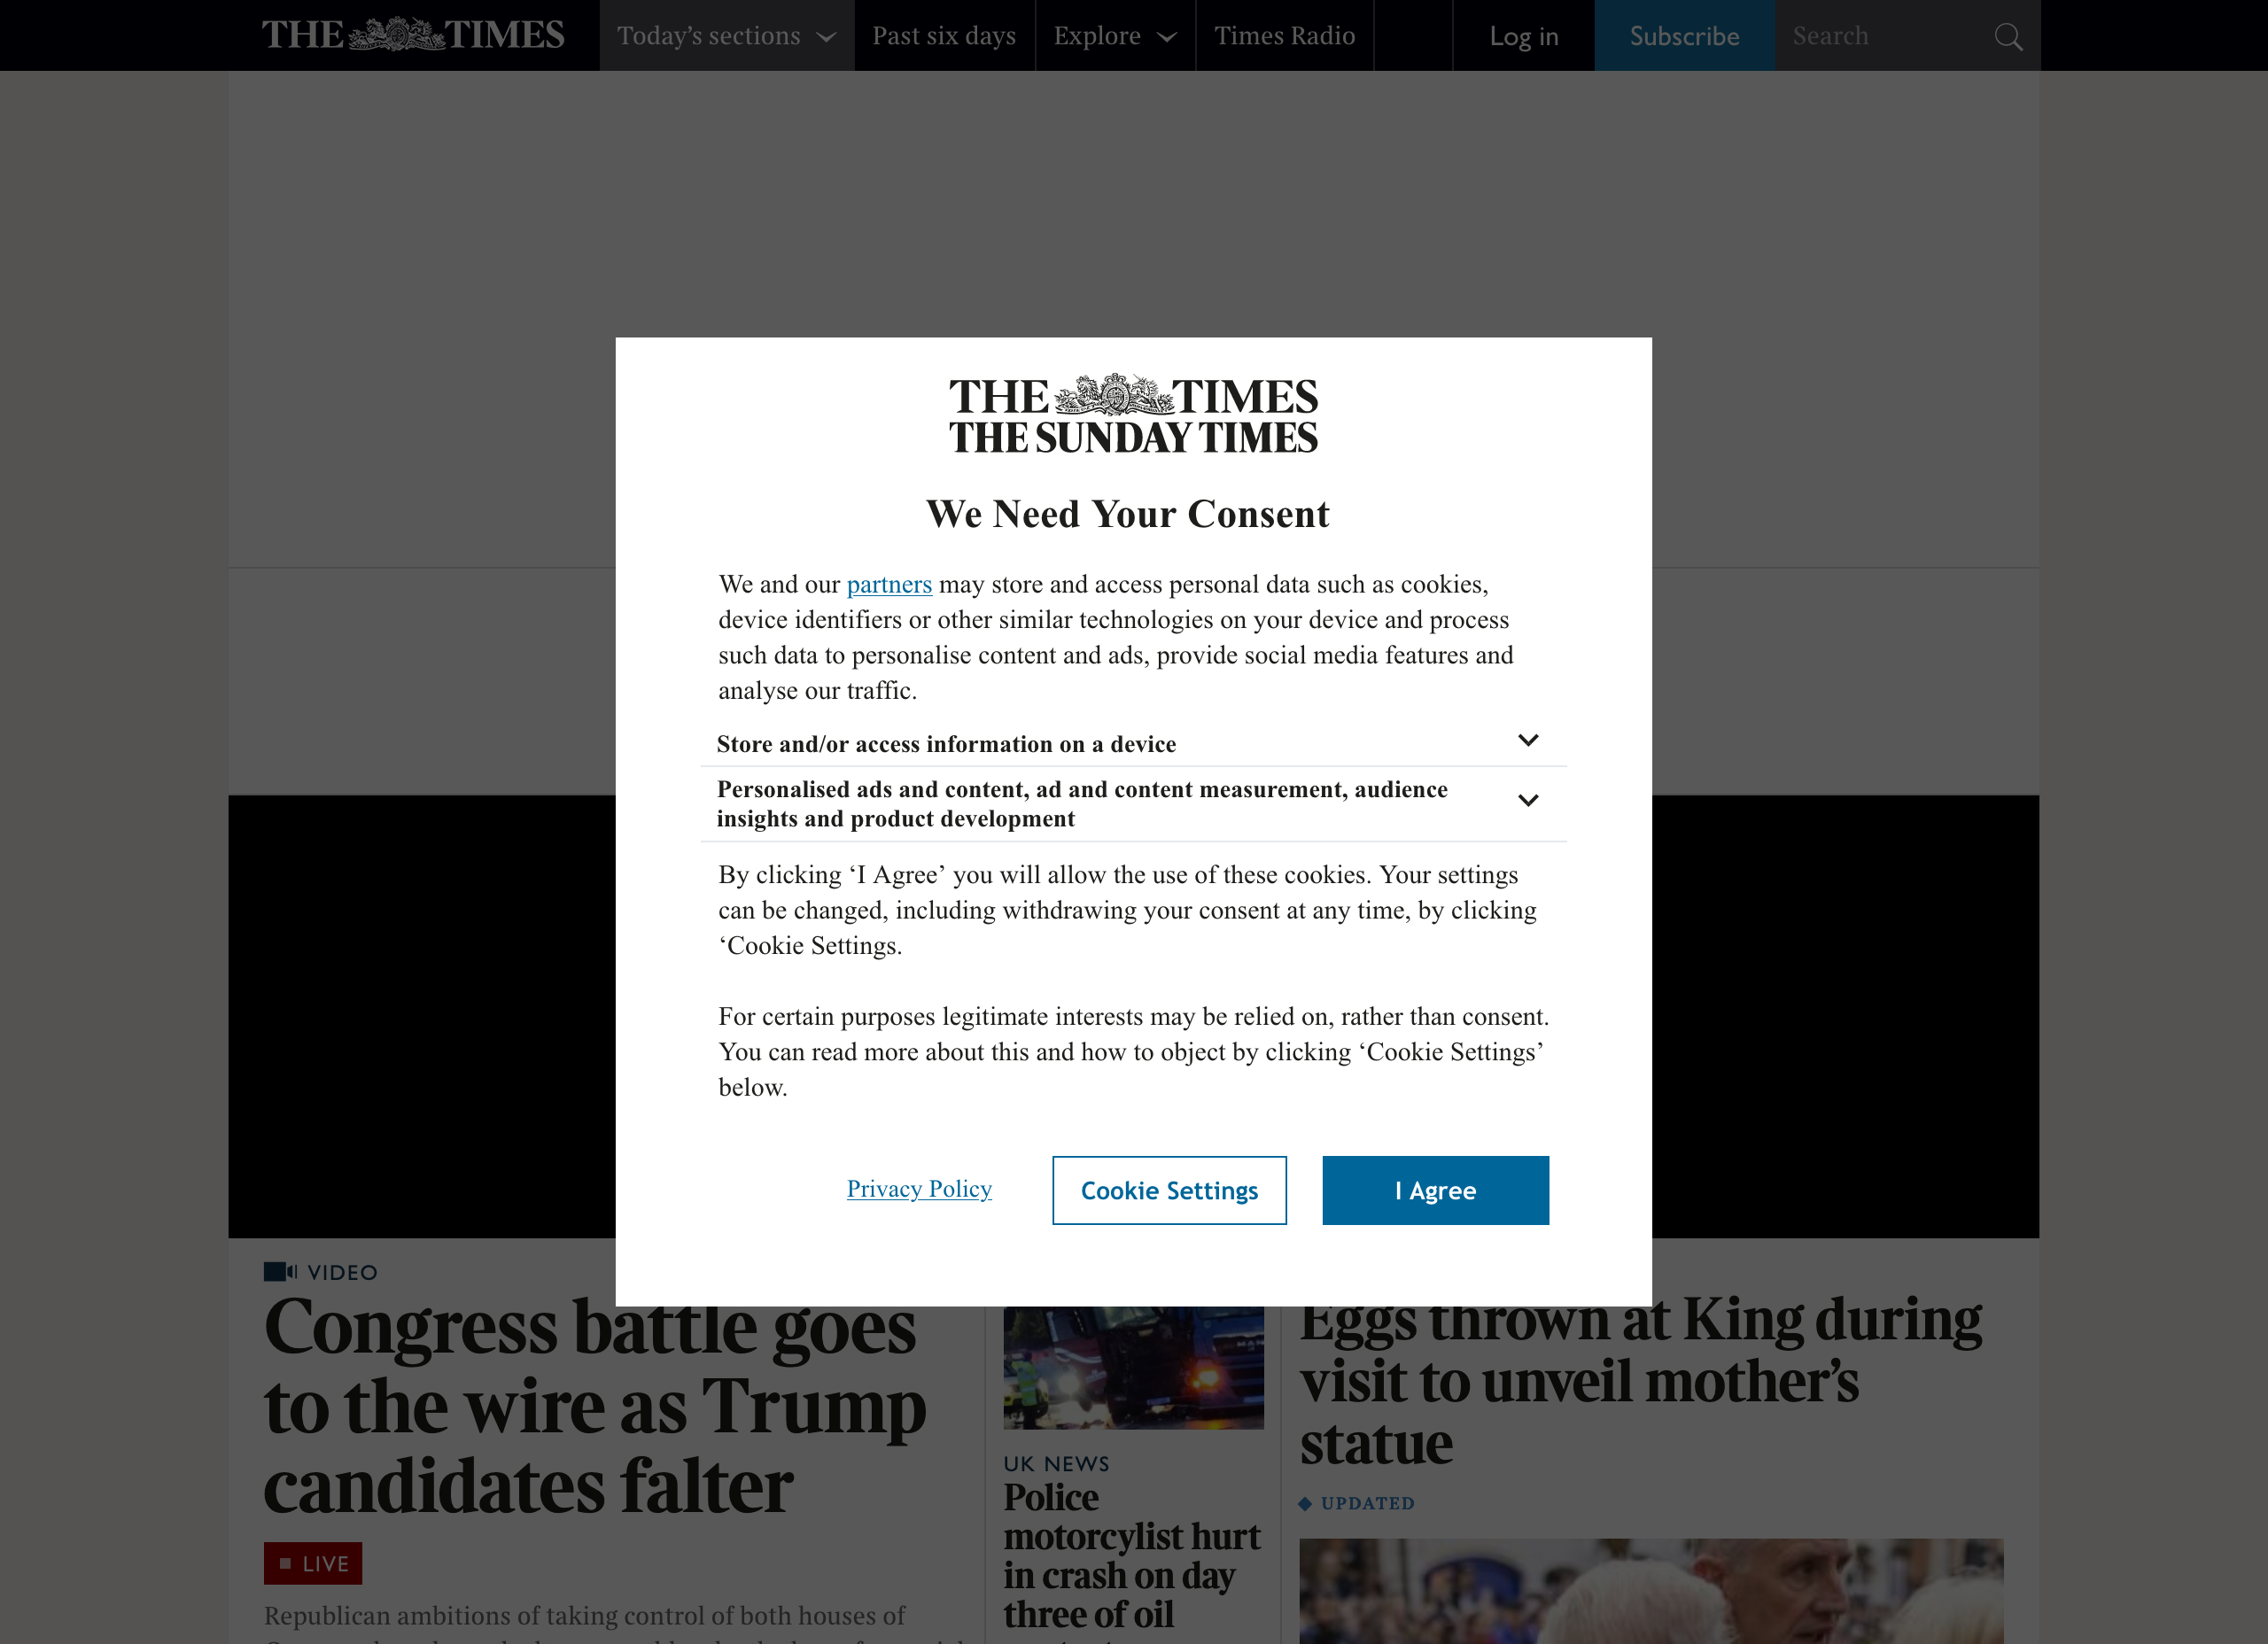 THE TIMES
Today’s sections
Past six days
Explore
Times Radio
Log in
Subscribe
Search
THE TIMES
THE SUNDAY TIMES
We Need Your Consent
We and our partners may store and access personal data such as cookies,
device identifiers or other similar technologies on your device and process
such data to personalise content and ads, provide social media features and
analyse our traffic.
Store and/or access information on a device
Personalised ads and content, ad and content measurement, audience
insights and product development
By clicking ‘I Agree’ you will allow the use of these cookies. Your settings
can be changed, including withdrawing your consent at any time, by clicking
‘Cookie Settings.
For certain purposes legitimate interests may be relied on, rather than consent.
You can read more about this and how to object by clicking ‘Cookie Settings’
below.
Privacy Policy
Cookie Settings
I Agree
VIDEO
Congress battle goes
to the wire as Trump
candidates falter
LIVE
Republican ambitions of taking control of both houses of
UK NEWS
Police
motorcylist hurt
in crash on day
three of oil
Eggs thrown at King during
visit to unveil mother’s
statue
UPDATED